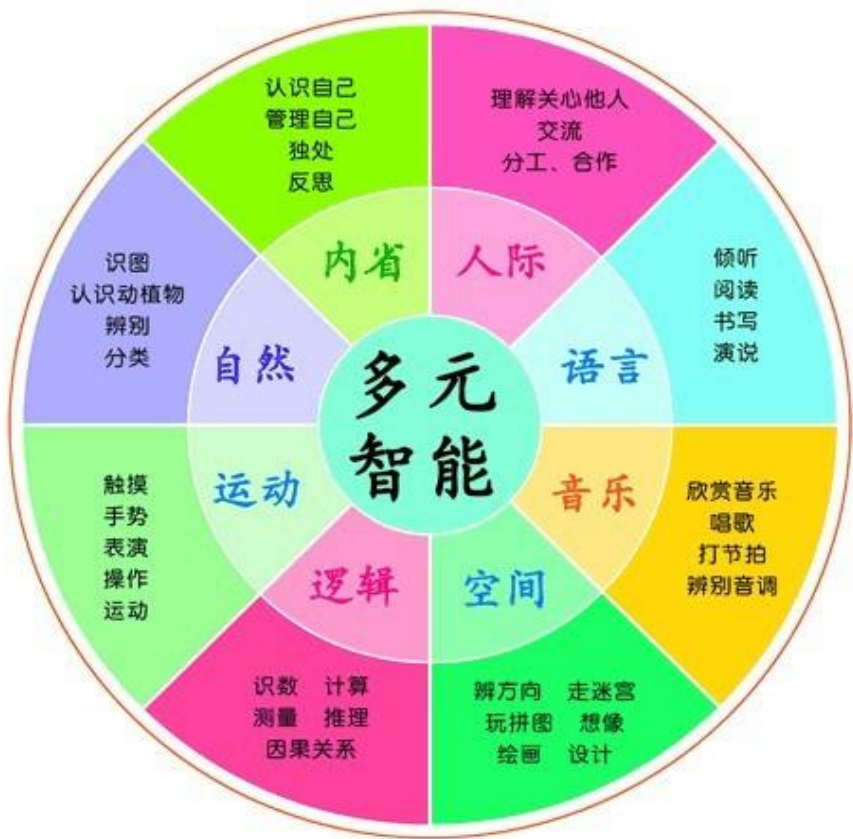 多元
智能
人际
理解关心他人
交流
分工、合作
语言
倾听
阅读
书写
演说
音乐
欣赏音乐
唱歌
打节拍
辨别音调
空间
辨方向 走迷宫
玩拼图 想像
绘画 设计
逻辑
识数 计算
测量 推理
因果关系
运动
触摸
手势
表演
操作
运动
自然
识图
认识动植物
辨别
分类
内省
认识自己
管理自己
独处
反思